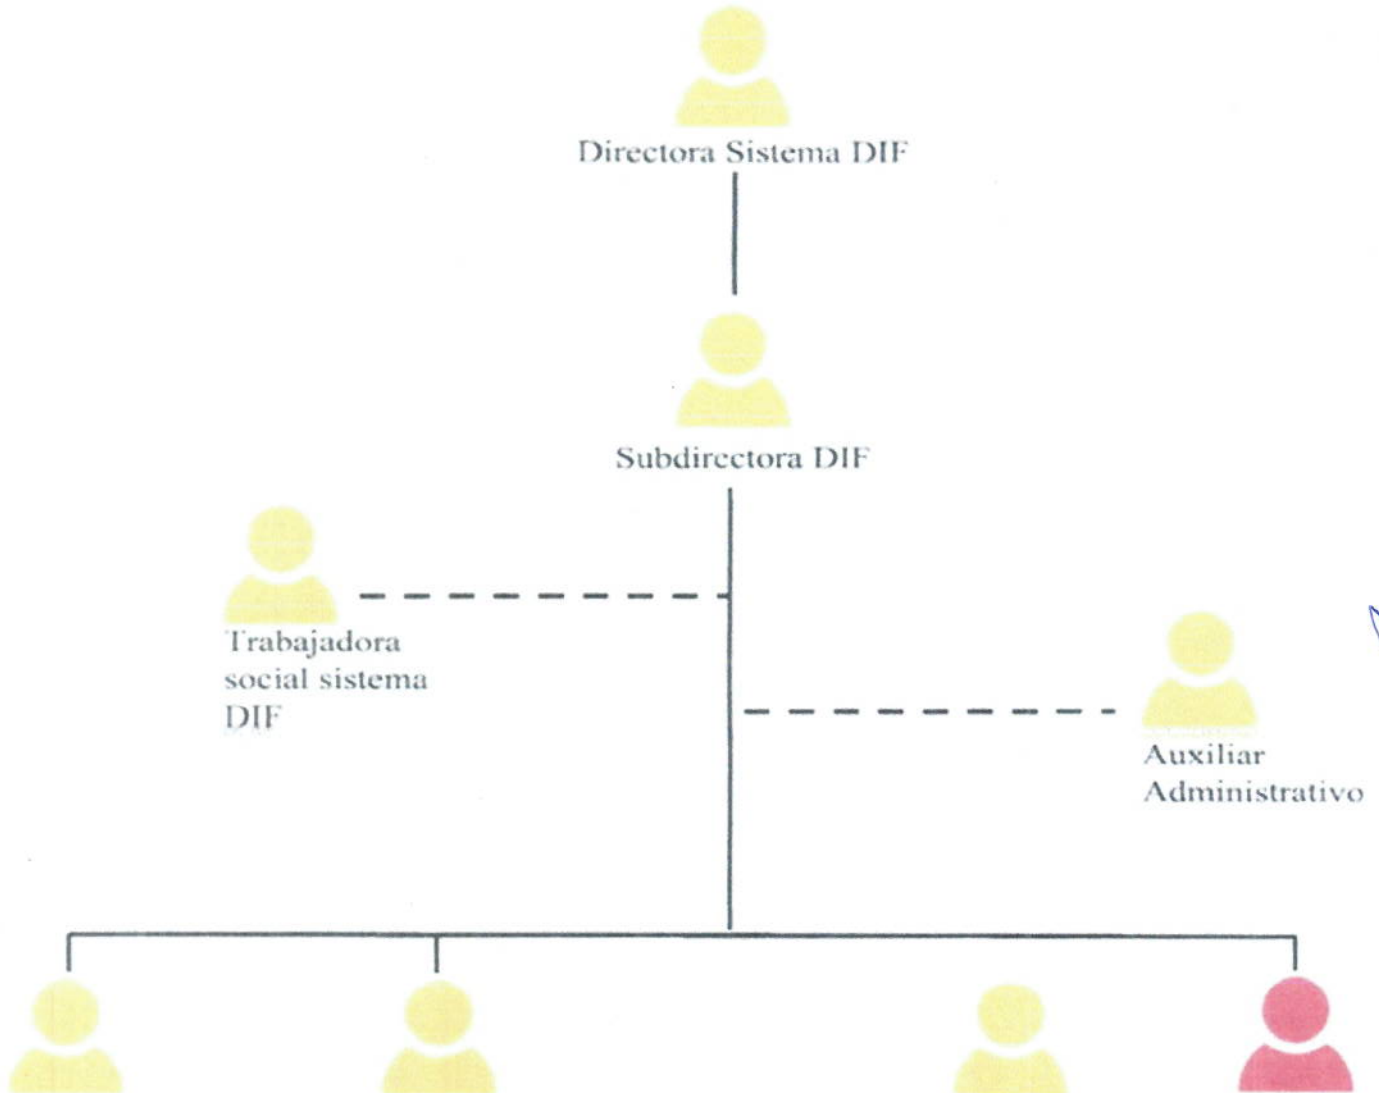 Directora Sistema DIF
Subdirectora DIF
Trabajadora
social sistema
DIF
Auxiliar
Administrativo